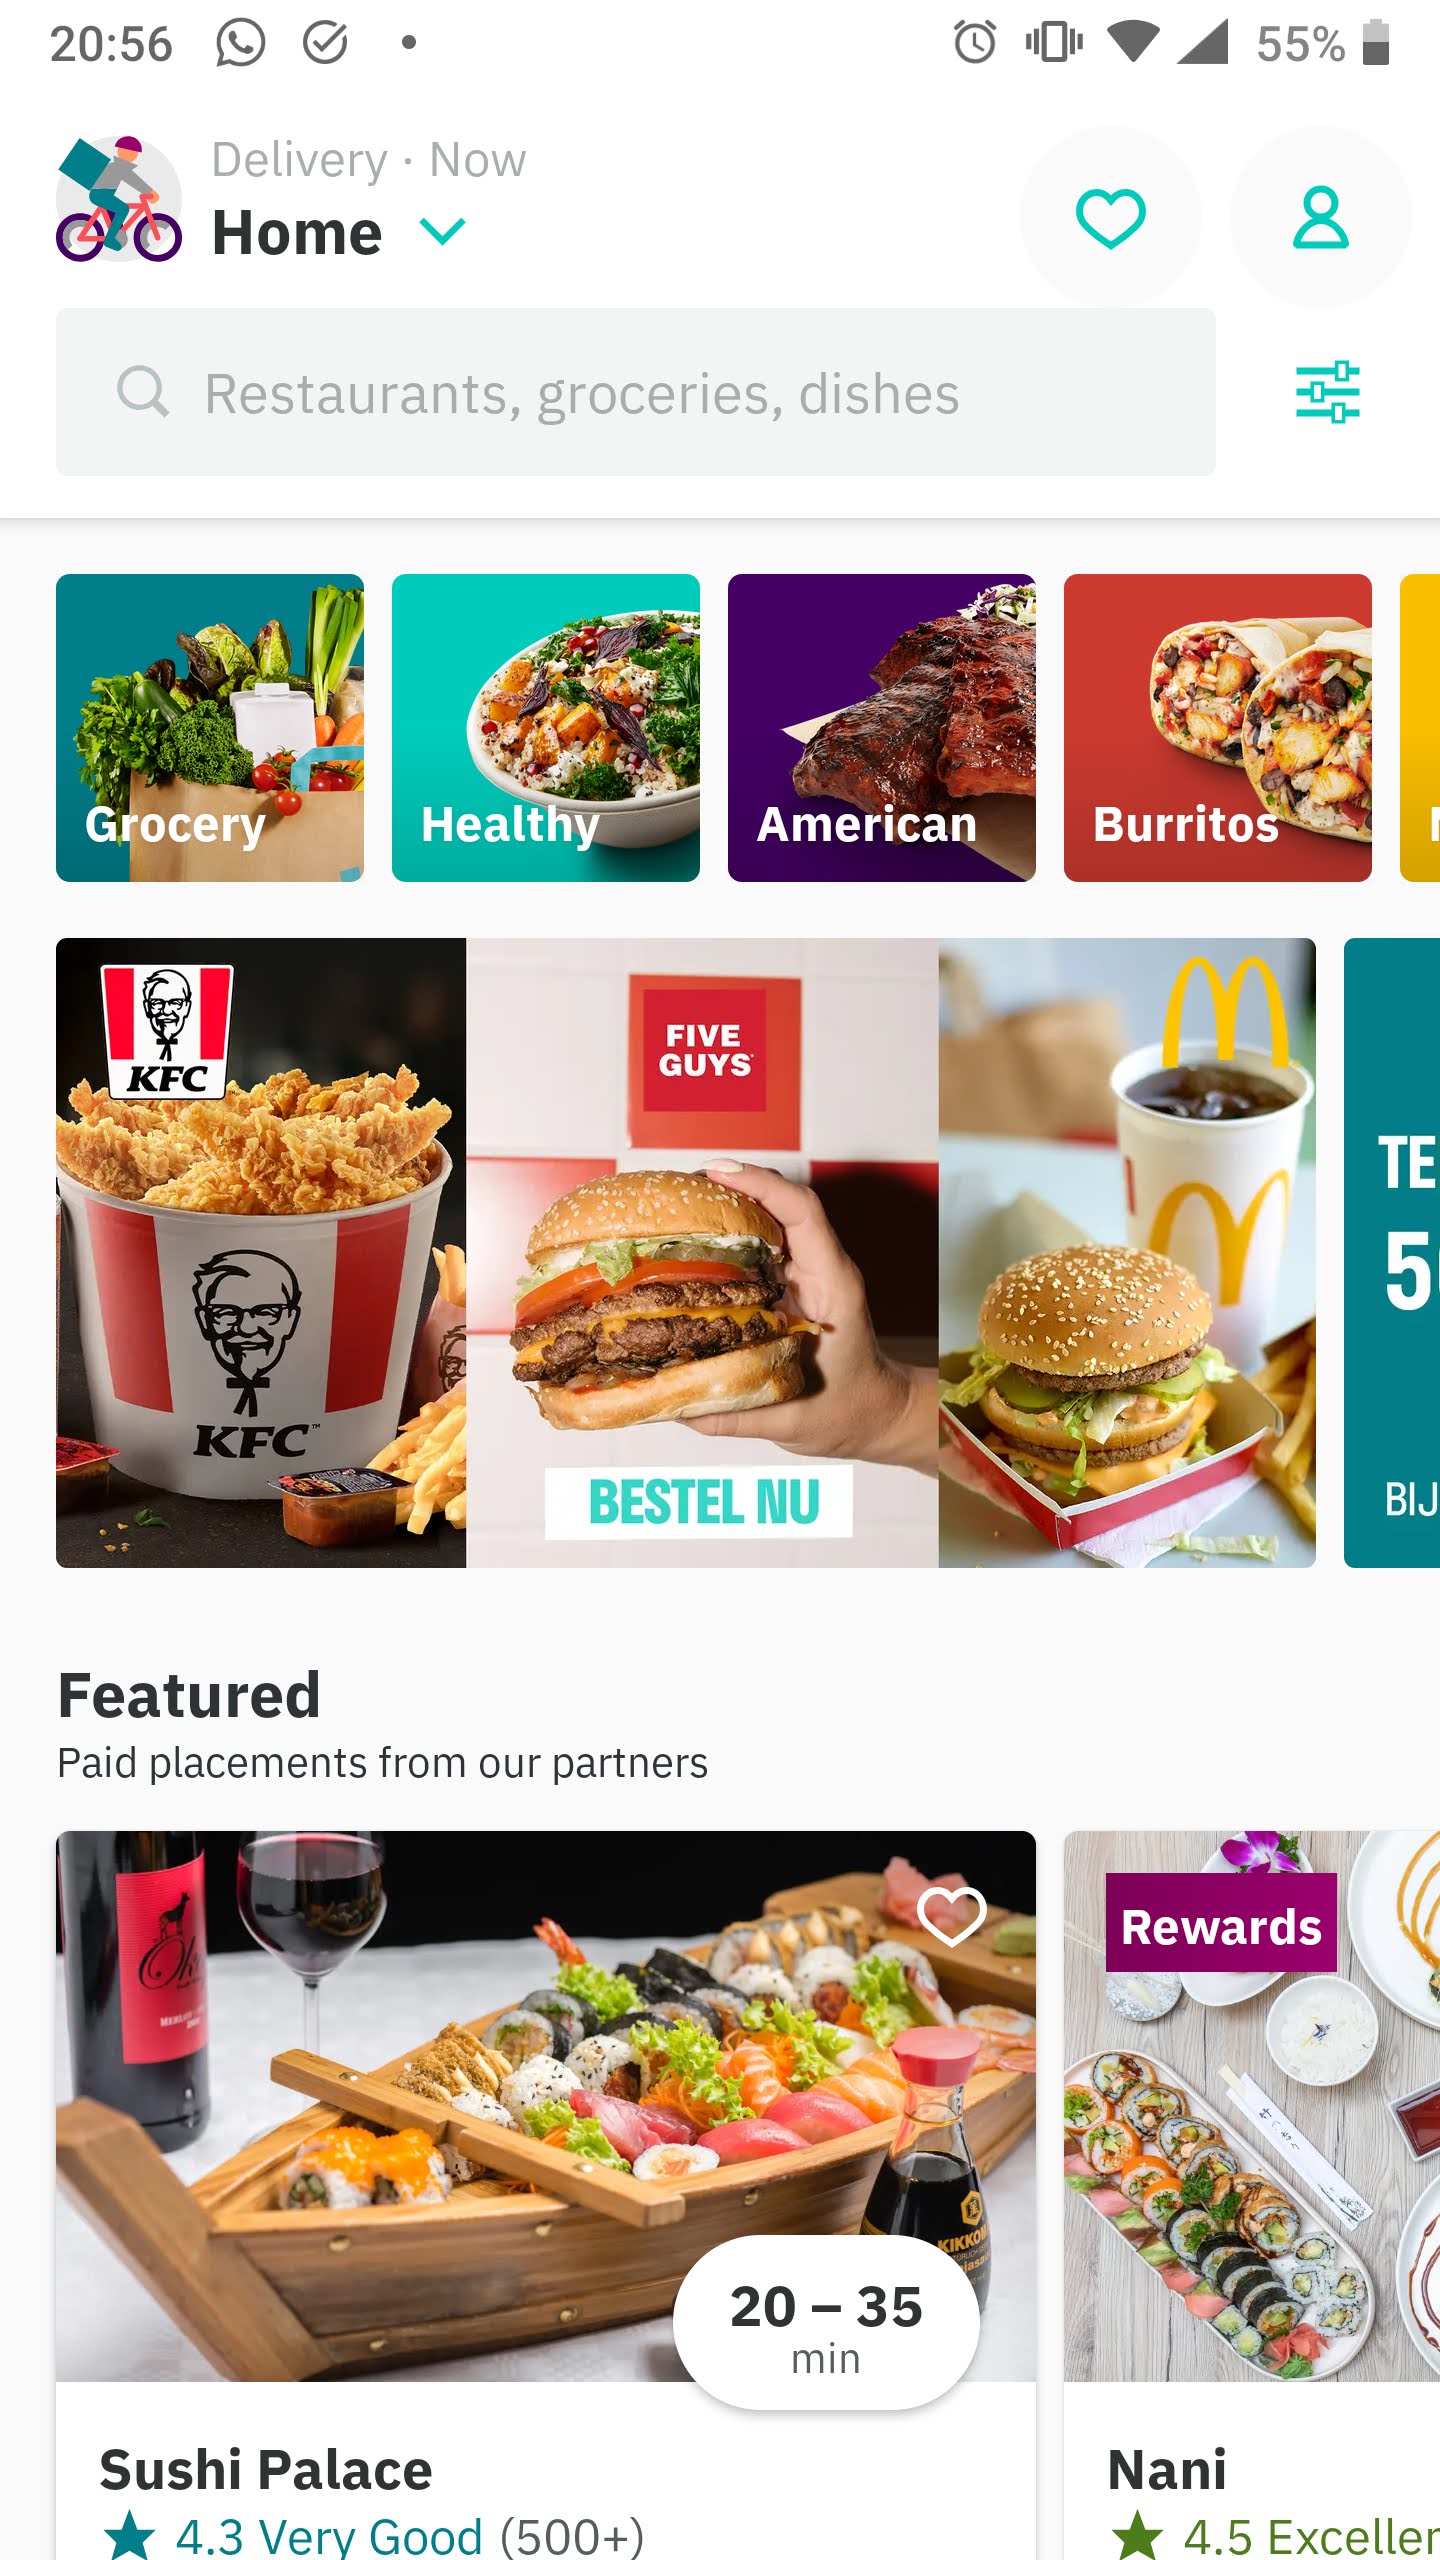 20:56
55%
Delivery · Now
Home
Restaurants, groceries, dishes
Grocery
Healthy
American
Burritos
KFC
FIVE
GUYS
KFC
BESTEL NU
TE
BIJ
Featured
Paid placements from our partners
Rewards
20 – 35
min
Sushi Palace
4.3 Very Good (500+)
Nani
4.5